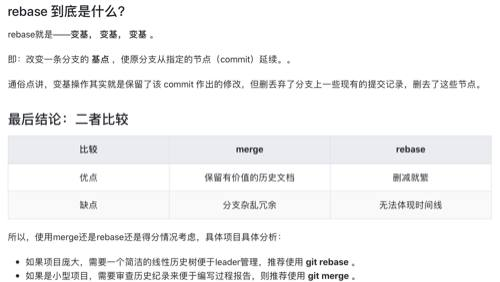 rebase 到底是什么?
rebase就是——变基， 变基， 变基 。
即：改变一条分支的 基点 ，使原分支从指定的节点（commit）延续。。
通俗点讲，变基操作其实就是保留了该 commit 作出的修改，但删丢弃了分支上一些现有的提交记录，删去了这些节点。
最后结论：二者比较
比较 merge rebase
优点 保留有价值的历史文档 删减就繁
缺点 分支杂乱冗余 无法体现时间线
所以，使用merge还是rebase还是得分情况考虑，具体项目具体分析：
如果项目庞大，需要一个简洁的线性历史树便于leader管理，推荐使用 git rebase 。
如果是小型项目，需要审查历史纪录来便于编写过程报告，则推荐使用 git merge 。